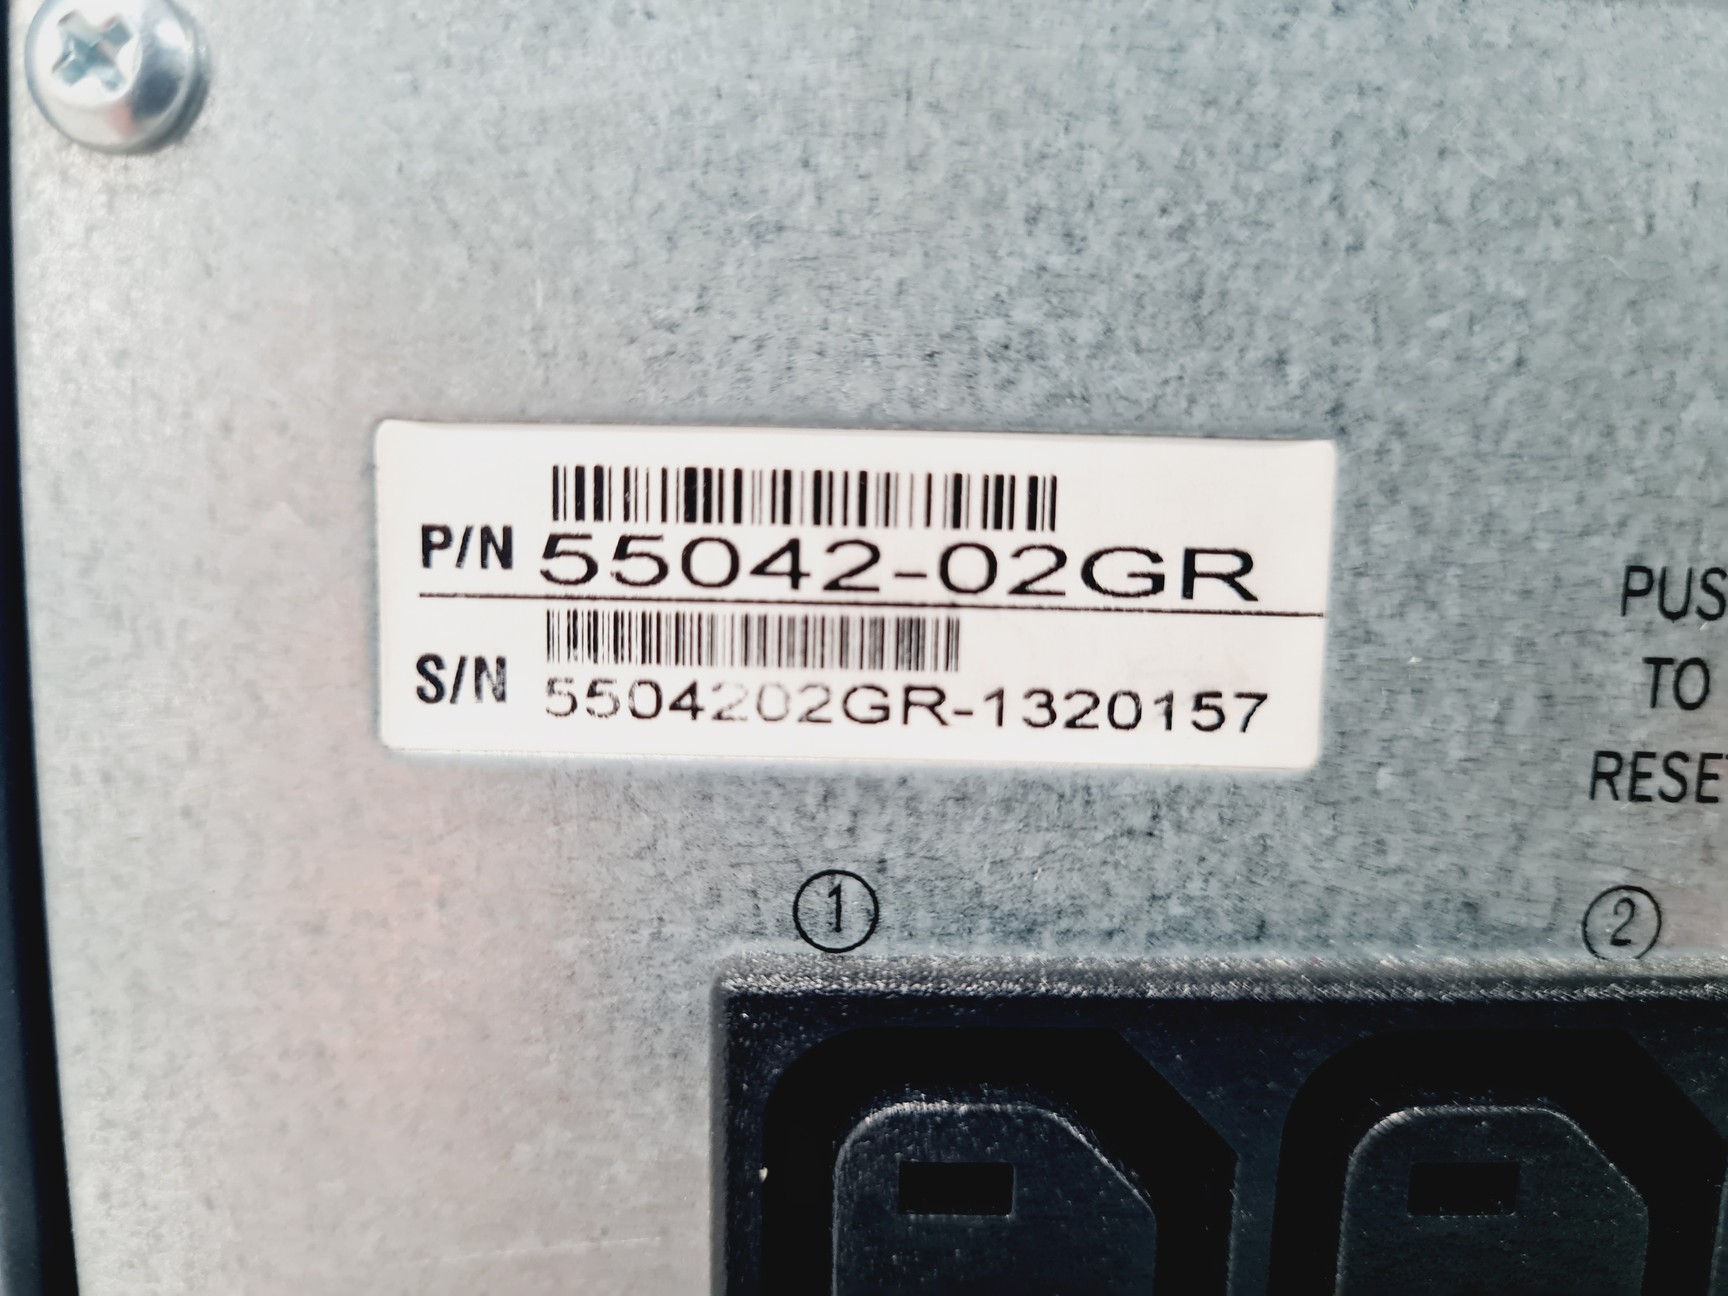 P/N 55042-02GR
S/N 5504202GR-1320157
PUS
TO
RESET
① ②